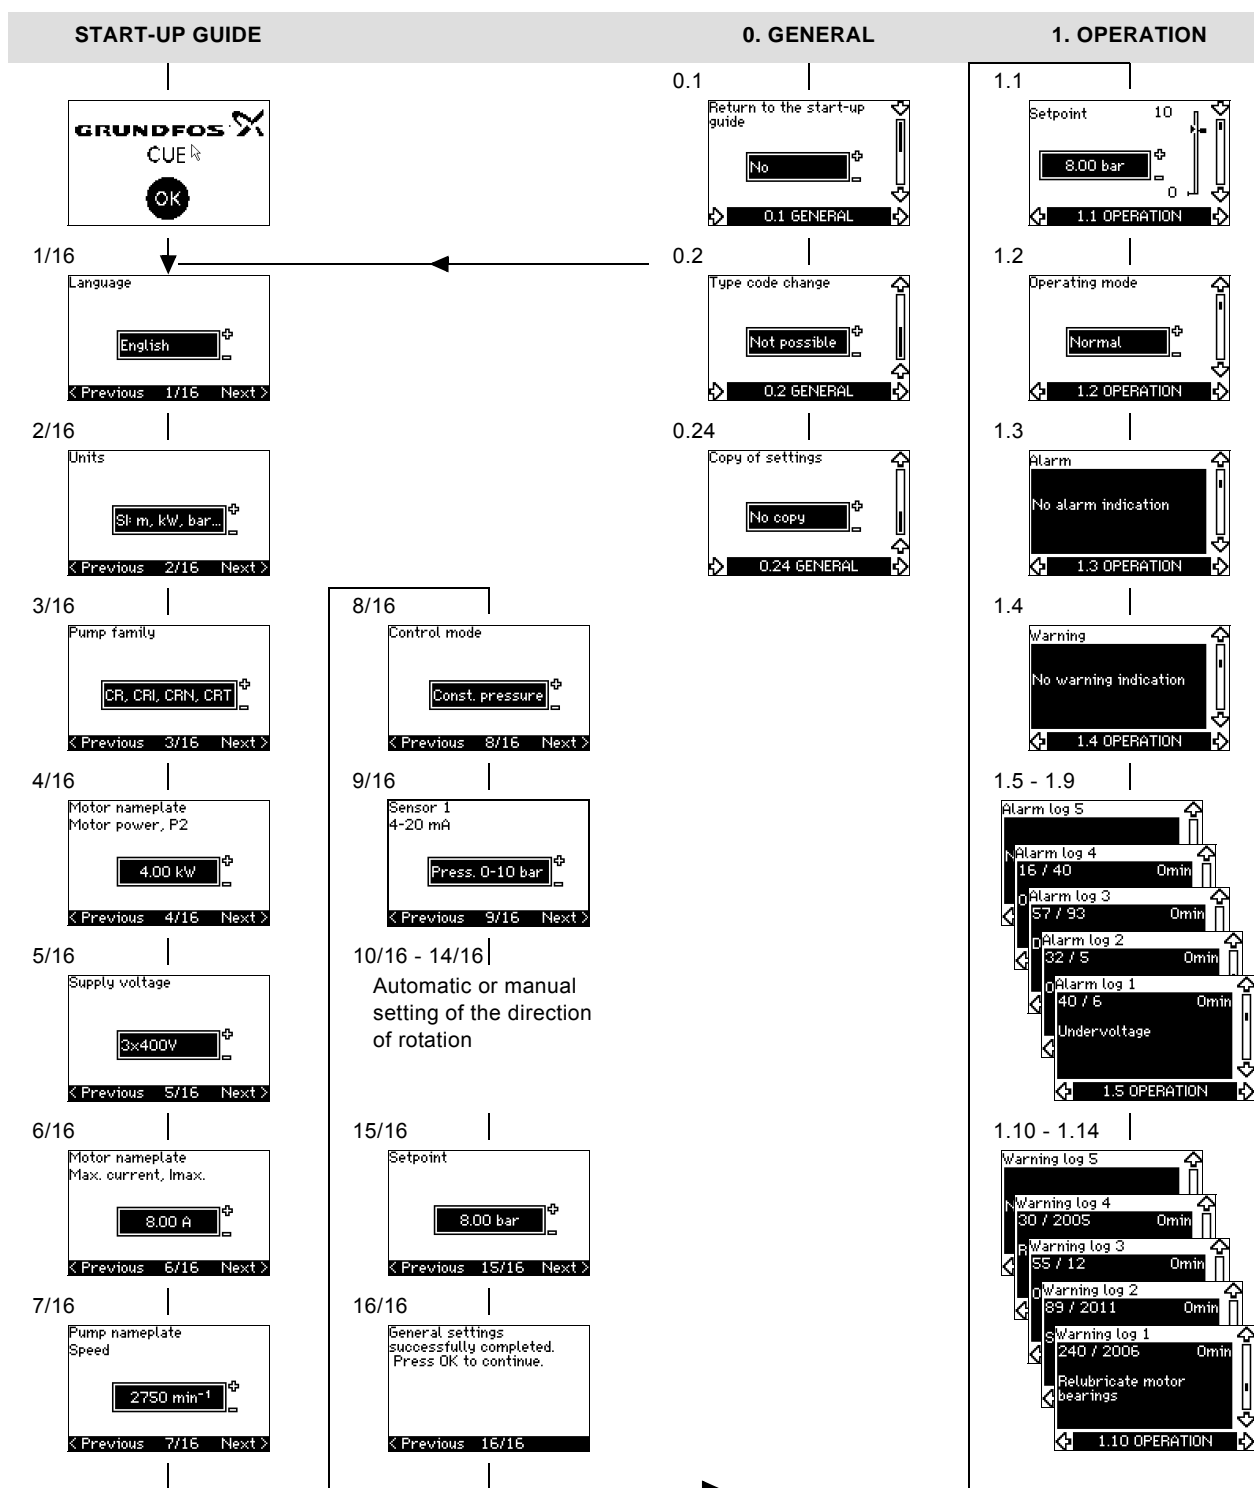 START-UP GUIDE
0. GENERAL
1. OPERATION
GRUNDFOS
CUE
OK
1/16
Language
English
< Previous 1/16 Next >
2/16
Units
SI: m, kW, bar...
< Previous 2/16 Next >
3/16
Pump family
CR, CRI, CRN, CRT
< Previous 3/16 Next >
4/16
Motor nameplate
Motor power, P2
4.00 kW
< Previous 4/16 Next >
5/16
Supply voltage
3x400V
< Previous 5/16 Next >
6/16
Motor nameplate
Max. current, Imax.
8.00 A
< Previous 6/16 Next >
7/16
Pump nameplate
Speed
2750 min⁻¹
< Previous 7/16 Next >
8/16
Control mode
Const. pressure
< Previous 8/16 Next >
9/16
Sensor 1
4-20 mA
Press. 0-10 bar
< Previous 9/16 Next >
10/16 - 14/16
Automatic or manual
setting of the direction
of rotation
15/16
Setpoint
8.00 bar
< Previous 15/16 Next >
16/16
General settings
successfully completed.
Press OK to continue.
< Previous 16/16
0.1
Return to the start-up
guide
No
0.1 GENERAL
0.2
Type code change
Not possible
0.2 GENERAL
0.24
Copy of settings
No copy
0.24 GENERAL
1.1
Setpoint 10
8.00 bar
0
1.1 OPERATION
1.2
Operating mode
Normal
1.2 OPERATION
1.3
Alarm
No alarm indication
1.3 OPERATION
1.4
Warning
No warning indication
1.4 OPERATION
1.5 - 1.9
Alarm log 5
Alarm log 4
16 / 40 0min
Alarm log 3
57 / 93 0min
Alarm log 2
32 / 5 0min
Alarm log 1
40 / 6 0min
Undervoltage
1.5 OPERATION
1.10 - 1.14
Warning log 5
Warning log 4
30 / 2005 0min
Warning log 3
55 / 12 0min
Warning log 2
89 / 2011 0min
Warning log 1
240 / 2006 0min
Relubricate motor
bearings
1.10 OPERATION